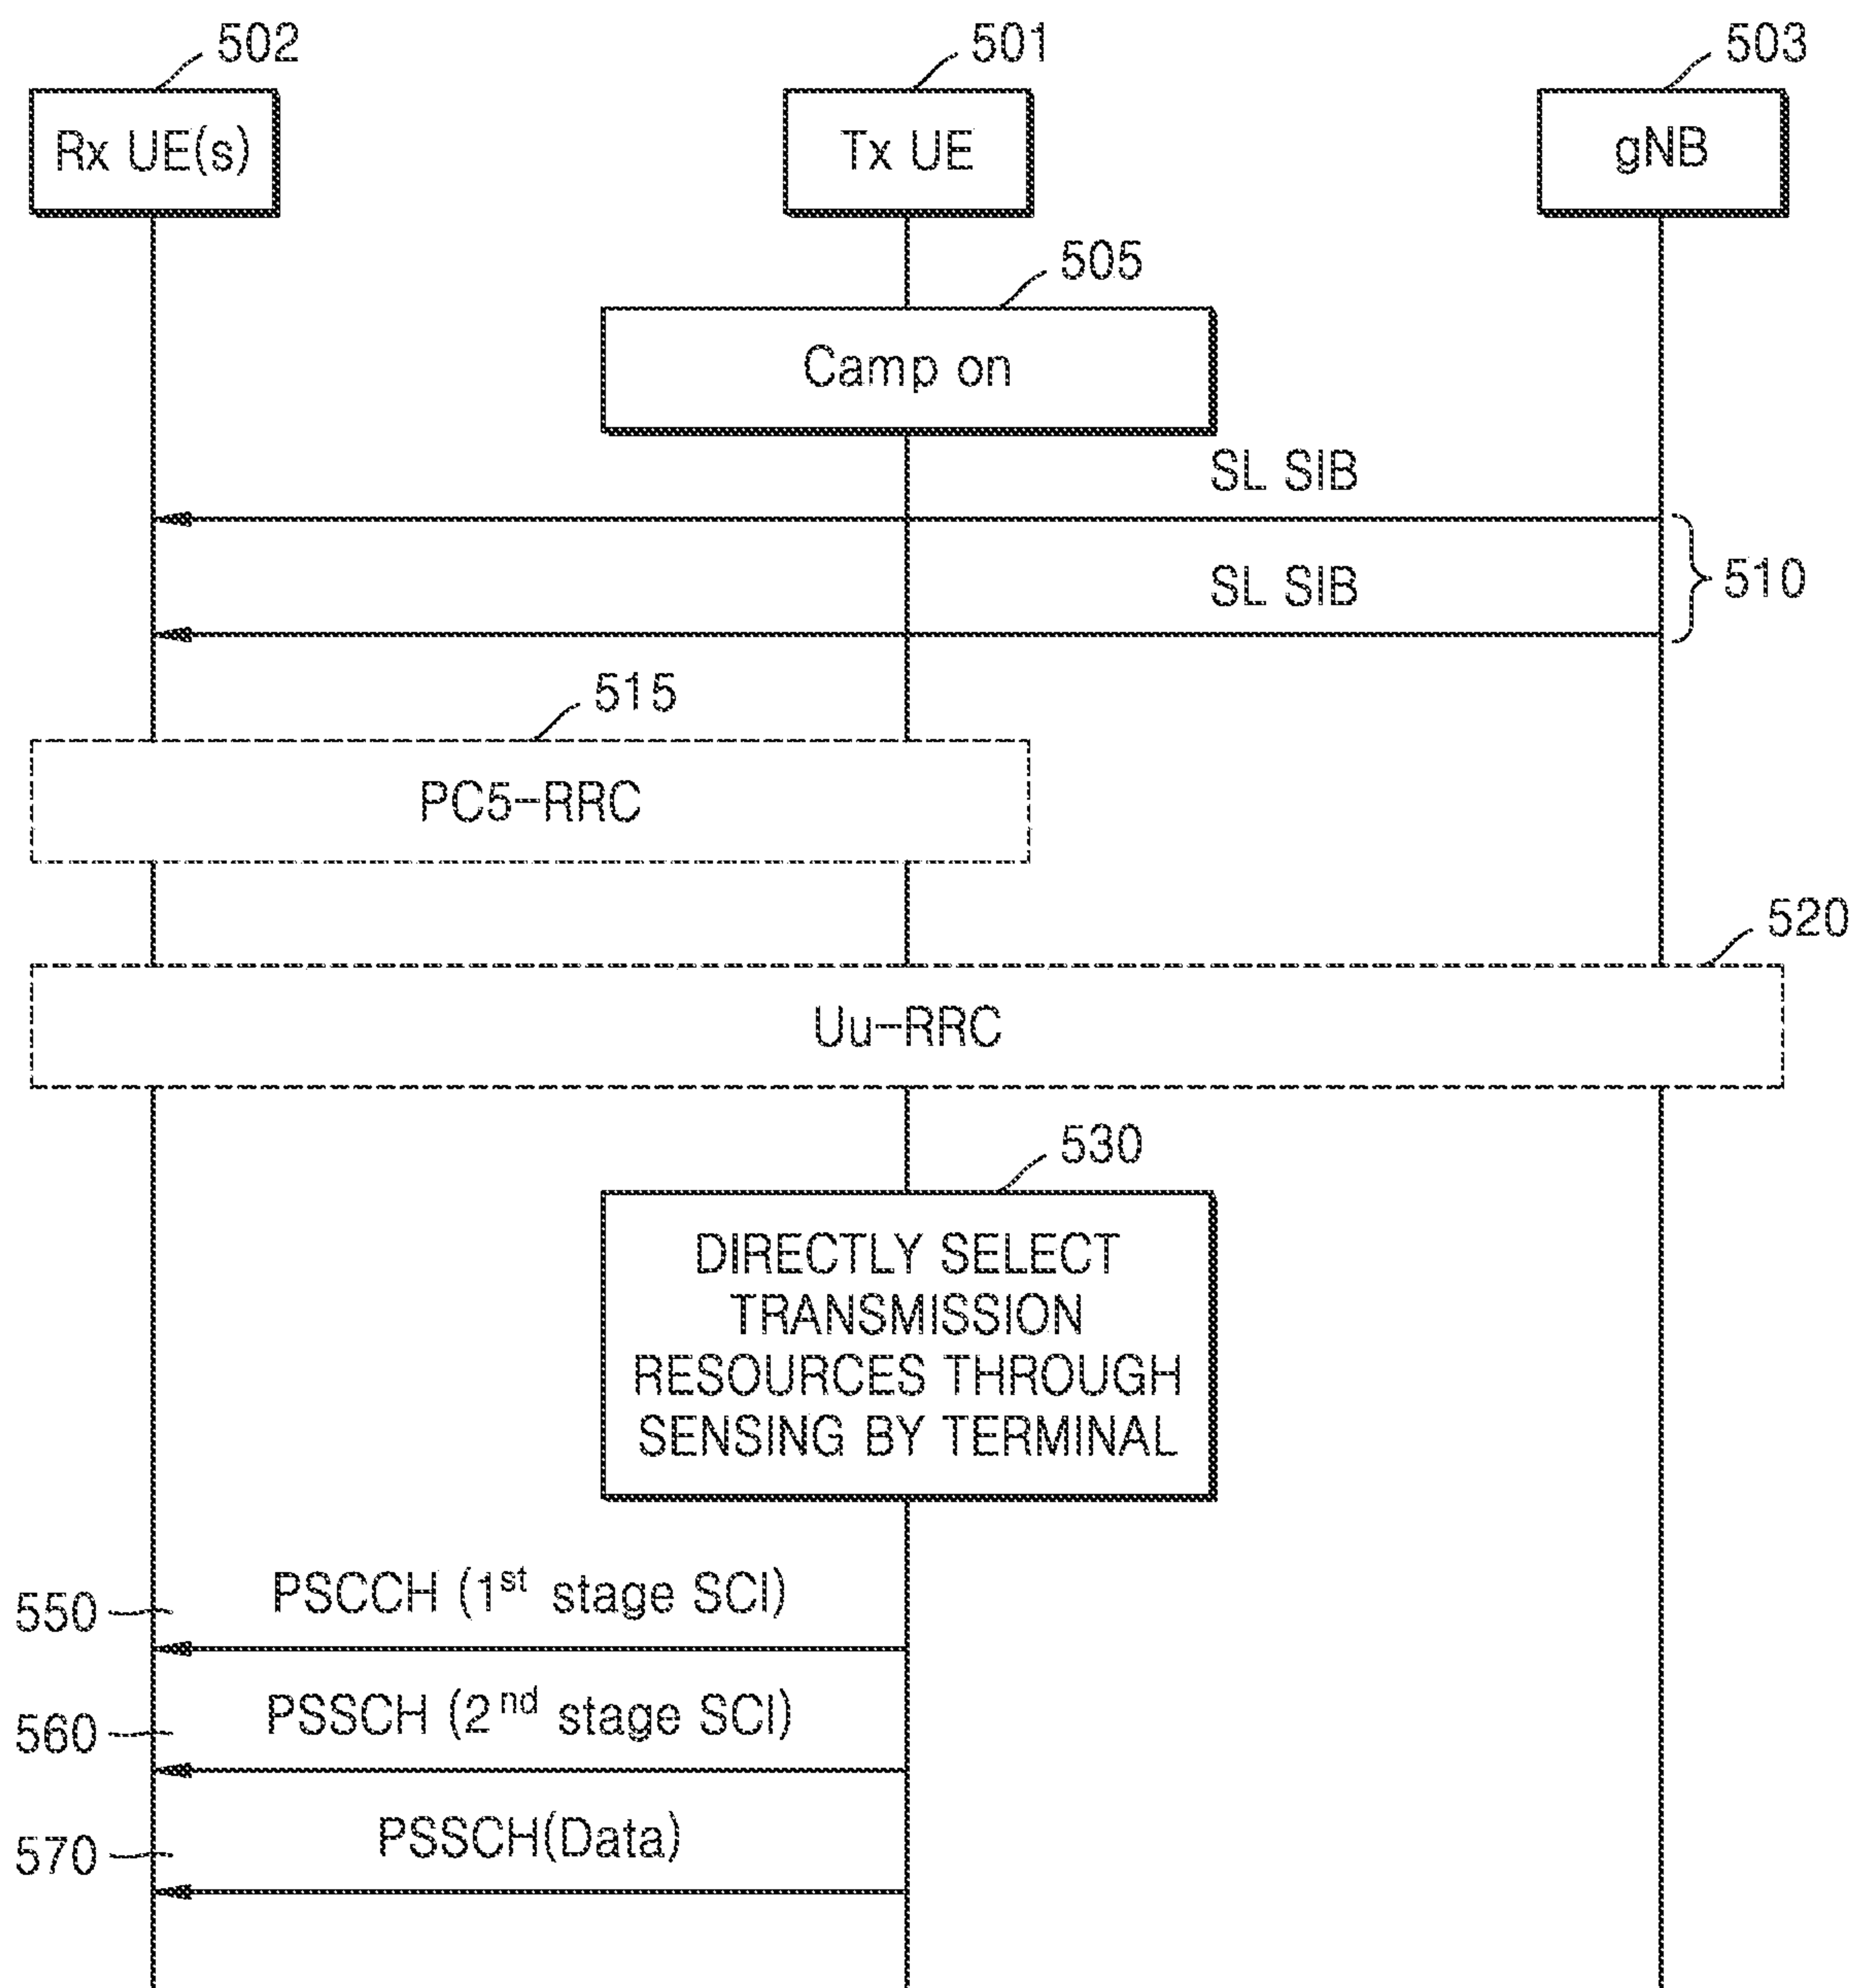 502
501
503
Rx UE(s)
Tx UE
gNB
505
Camp on
SL SIB
SL SIB
510
515
PC5-RRC
520
Uu-RRC
530
DIRECTLY SELECT
TRANSMISSION
RESOURCES THROUGH
SENSING BY TERMINAL
550
PSCCH (1st stage SCI)
560
PSSCH (2nd stage SCI)
570
PSSCH(Data)